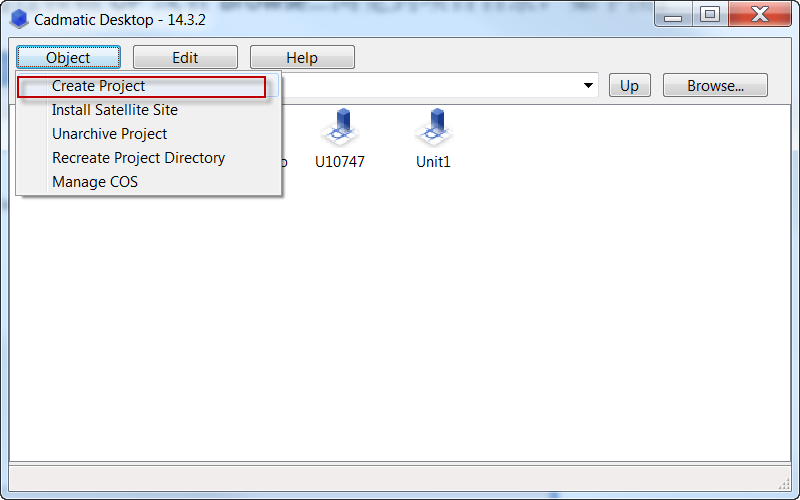 Cadmatic Desktop - 14.3.2
Object Edit Help
Create Project
Up Browse...
Install Satellite Site
Unarchive Project
Recreate Project Directory
Manage COS
U10747 Unit1